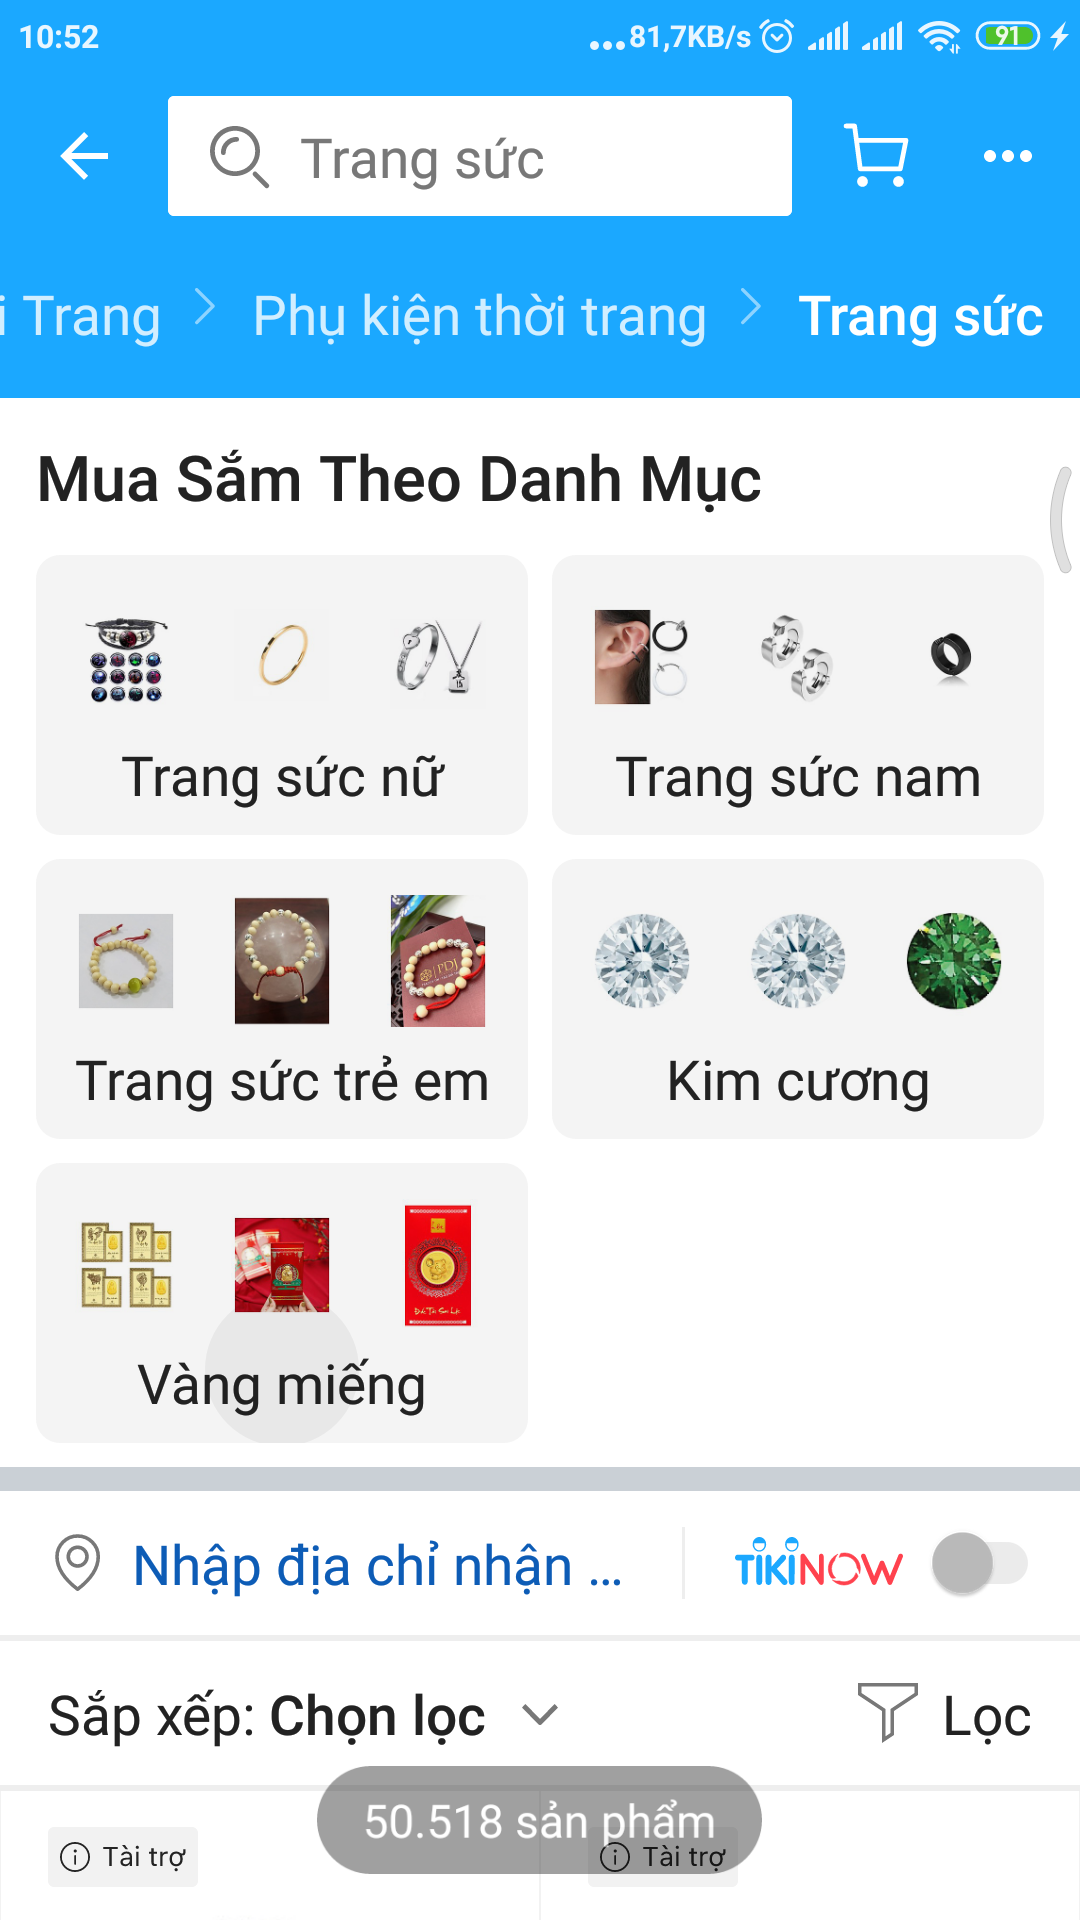 10:52
...81,7KB/s
91
Trang sức
i Trang
Phụ kiện thời trang
Trang sức
Mua Sắm Theo Danh Mục
Trang sức nữ
Trang sức nam
PDJ
Trang sức trẻ em
Kim cương
Vàng miếng
Nhập địa chỉ nhận ...
TIKINOW
Sắp xếp: Chọn lọc
Lọc
50.518 sản phẩm
Tài trợ
Tài trợ